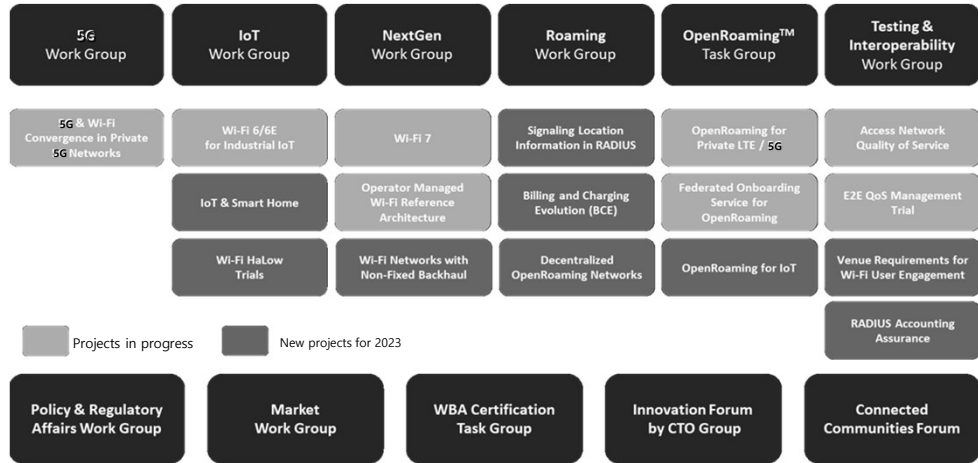 5G
Work Group
IoT
Work Group
NextGen
Work Group
Roaming
Work Group
OpenRoaming™
Task Group
Testing &
Interoperability
Work Group
5G & Wi-Fi
Convergence in Private
5G Networks
Wi-Fi 6/6E
for Industrial IoT
Wi-Fi 7
Signaling Location
Information in RADIUS
OpenRoaming for
Private LTE / 5G
Access Network
Quality of Service
IoT & Smart Home
Operator Managed
Wi-Fi Reference
Architecture
Billing and Charging
Evolution (BCE)
Federated Onboarding
Service for
OpenRoaming
E2E QoS Management
Trial
Wi-Fi HaLow
Trials
Wi-Fi Networks with
Non-Fixed Backhaul
Decentralized
OpenRoaming Networks
OpenRoaming for IoT
Venue Requirements for
Wi-Fi User Engagement
RADIUS Accounting
Assurance
Projects in progress
New projects for 2023
Policy & Regulatory
Affairs Work Group
Market
Work Group
WBA Certification
Task Group
Innovation Forum
by CTO Group
Connected
Communities Forum